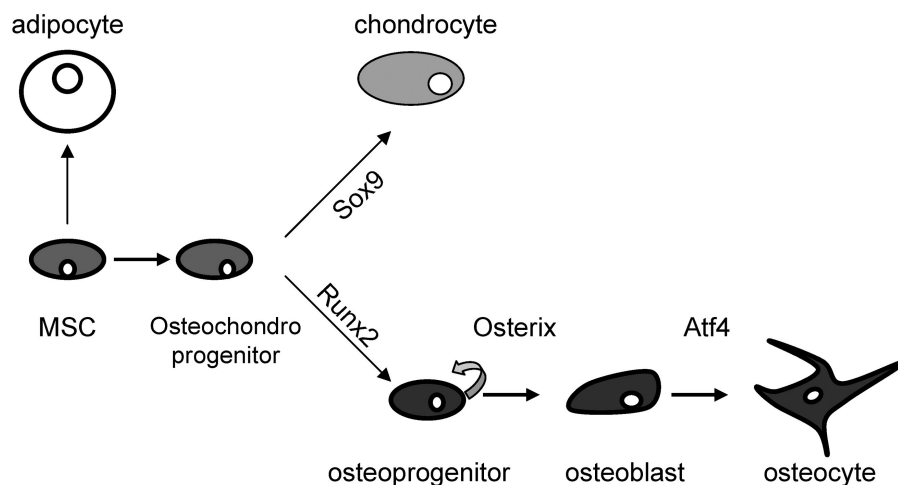 adipocyte
chondrocyte
Sox9
MSC
Osteochondro
progenitor
Runx2
Osterix
Atf4
osteoprogenitor
osteoblast
osteocyte